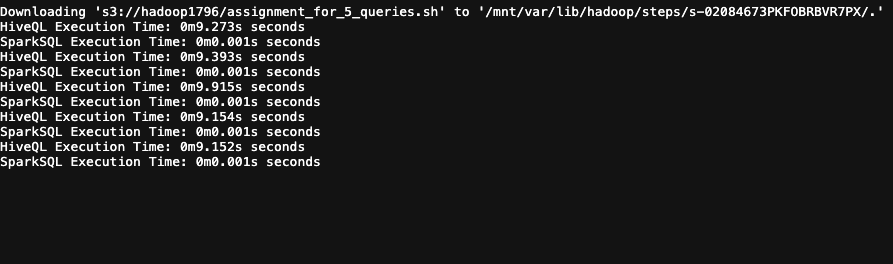 Downloading 's3://hadoop1796/assignment_for_5_queries.sh' to '/mnt/var/lib/hadoop/steps/s-02084673PKFOBRBVR7PX/.'
HiveQL Execution Time: 0m9.273s seconds
SparkSQL Execution Time: 0m0.001s seconds
HiveQL Execution Time: 0m9.393s seconds
SparkSQL Execution Time: 0m0.001s seconds
HiveQL Execution Time: 0m9.915s seconds
SparkSQL Execution Time: 0m0.001s seconds
HiveQL Execution Time: 0m9.154s seconds
SparkSQL Execution Time: 0m0.001s seconds
HiveQL Execution Time: 0m9.152s seconds
SparkSQL Execution Time: 0m0.001s seconds